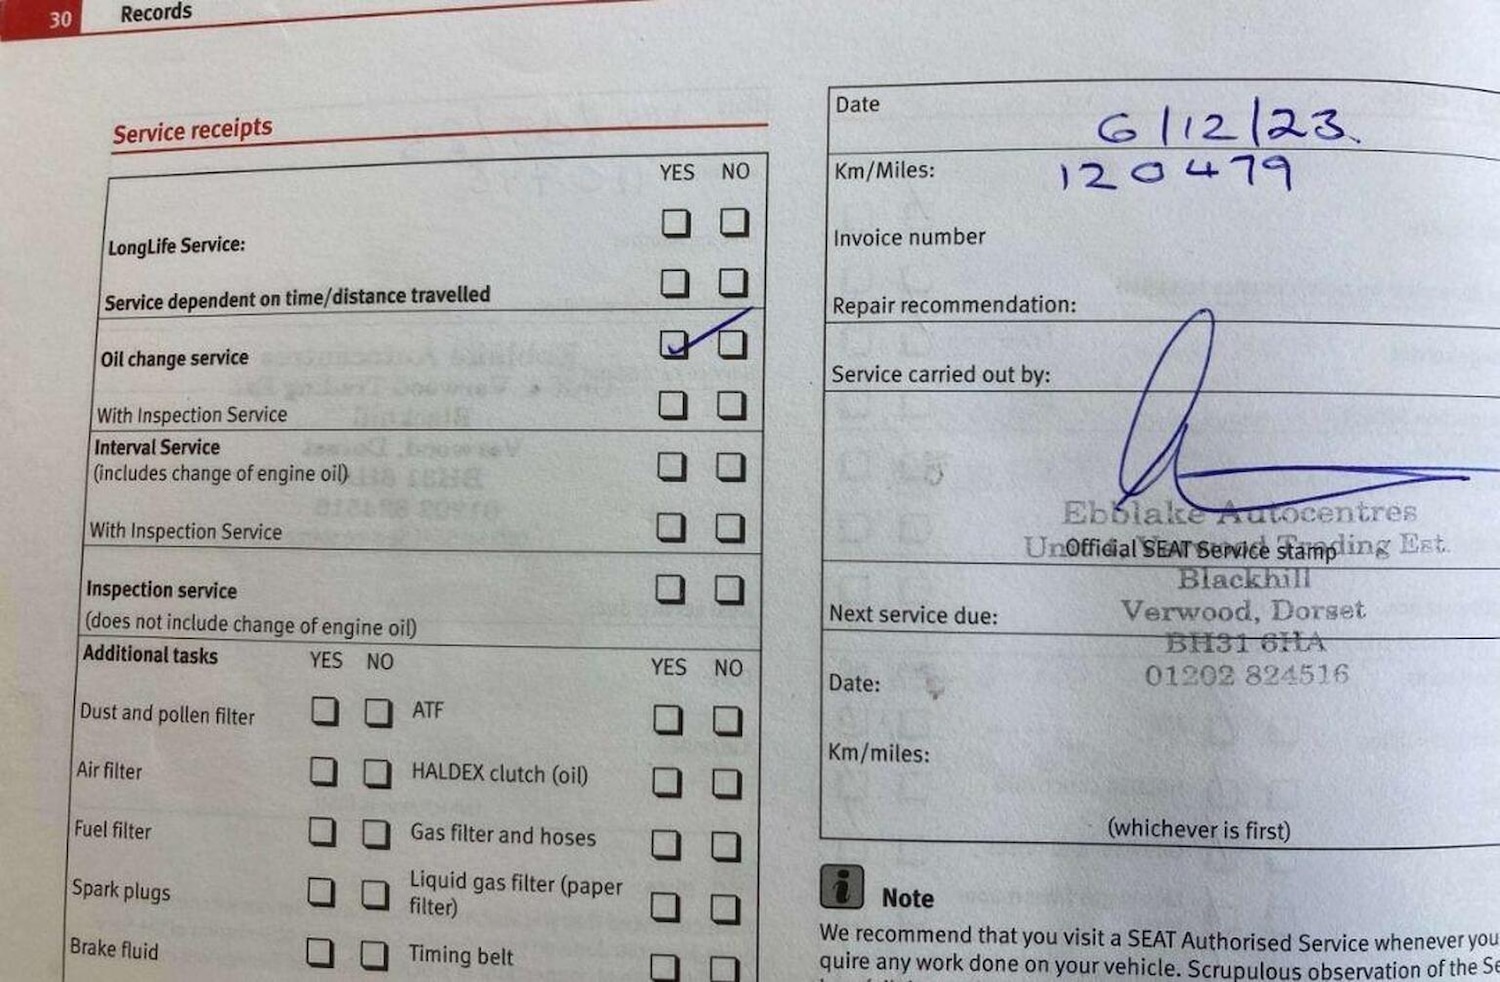 30 Records
Service receipts
YES NO
LongLife Service:
Service dependent on time/distance travelled
Oil change service
With Inspection Service
Interval Service
(includes change of engine oil)
With Inspection Service
Inspection service
(does not include change of engine oil)
Additional tasks YES NO YES NO
Dust and pollen filter ATF
Air filter HALDEX clutch (oil)
Fuel filter Gas filter and hoses
Spark plugs Liquid gas filter (paper
filter)
Brake fluid Timing belt
Date 6/12/23.
Km/Miles: 120479
Invoice number
Repair recommendation:
Service carried out by:
Ebblake Autocentres
Verwood Trading Est.
Official SEAT Service stamp
Blackhill
Next service due: Verwood, Dorset
BH31 6HA
01202 824516
Date:
Km/miles:
(whichever is first)
i Note
We recommend that you visit a SEAT Authorised Service whenever you
quire any work done on your vehicle. Scrupulous observation of the